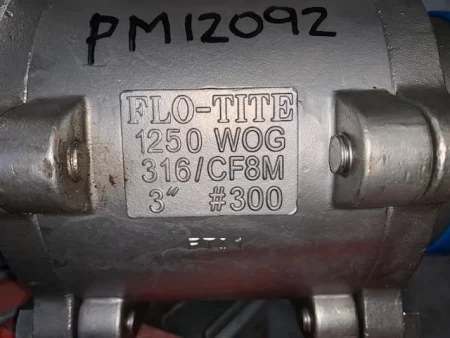 PM12092
FLO-TITE
1250 WOG
316/CF8M
3" #300